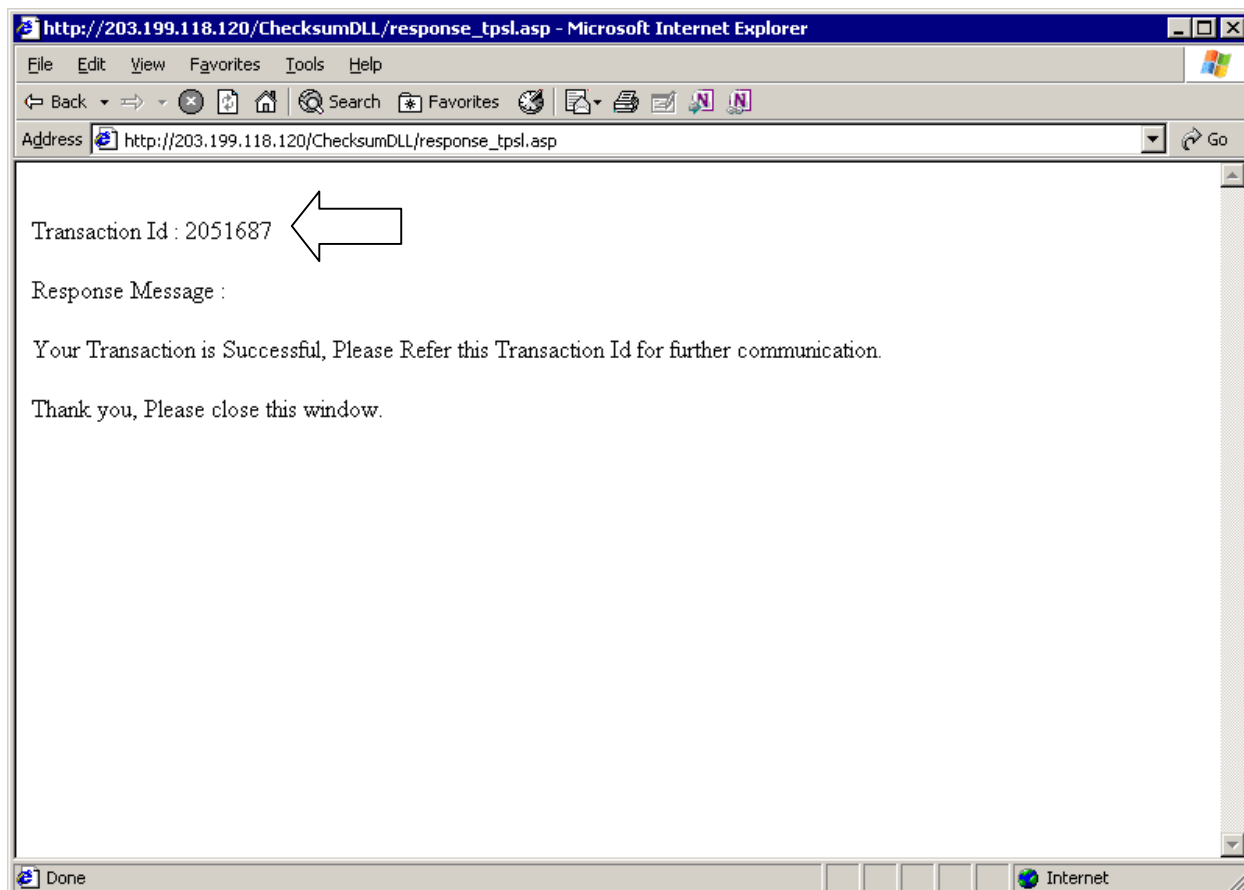 http://203.199.118.120/ChecksumDLL/response_tpsl.asp - Microsoft Internet Explorer
File Edit View Favorites Tools Help
Back Search Favorites
Address http://203.199.118.120/ChecksumDLL/response_tpsl.asp Go
Transaction Id : 2051687
Response Message :
Your Transaction is Successful, Please Refer this Transaction Id for further communication.
Thank you, Please close this window.
Done Internet